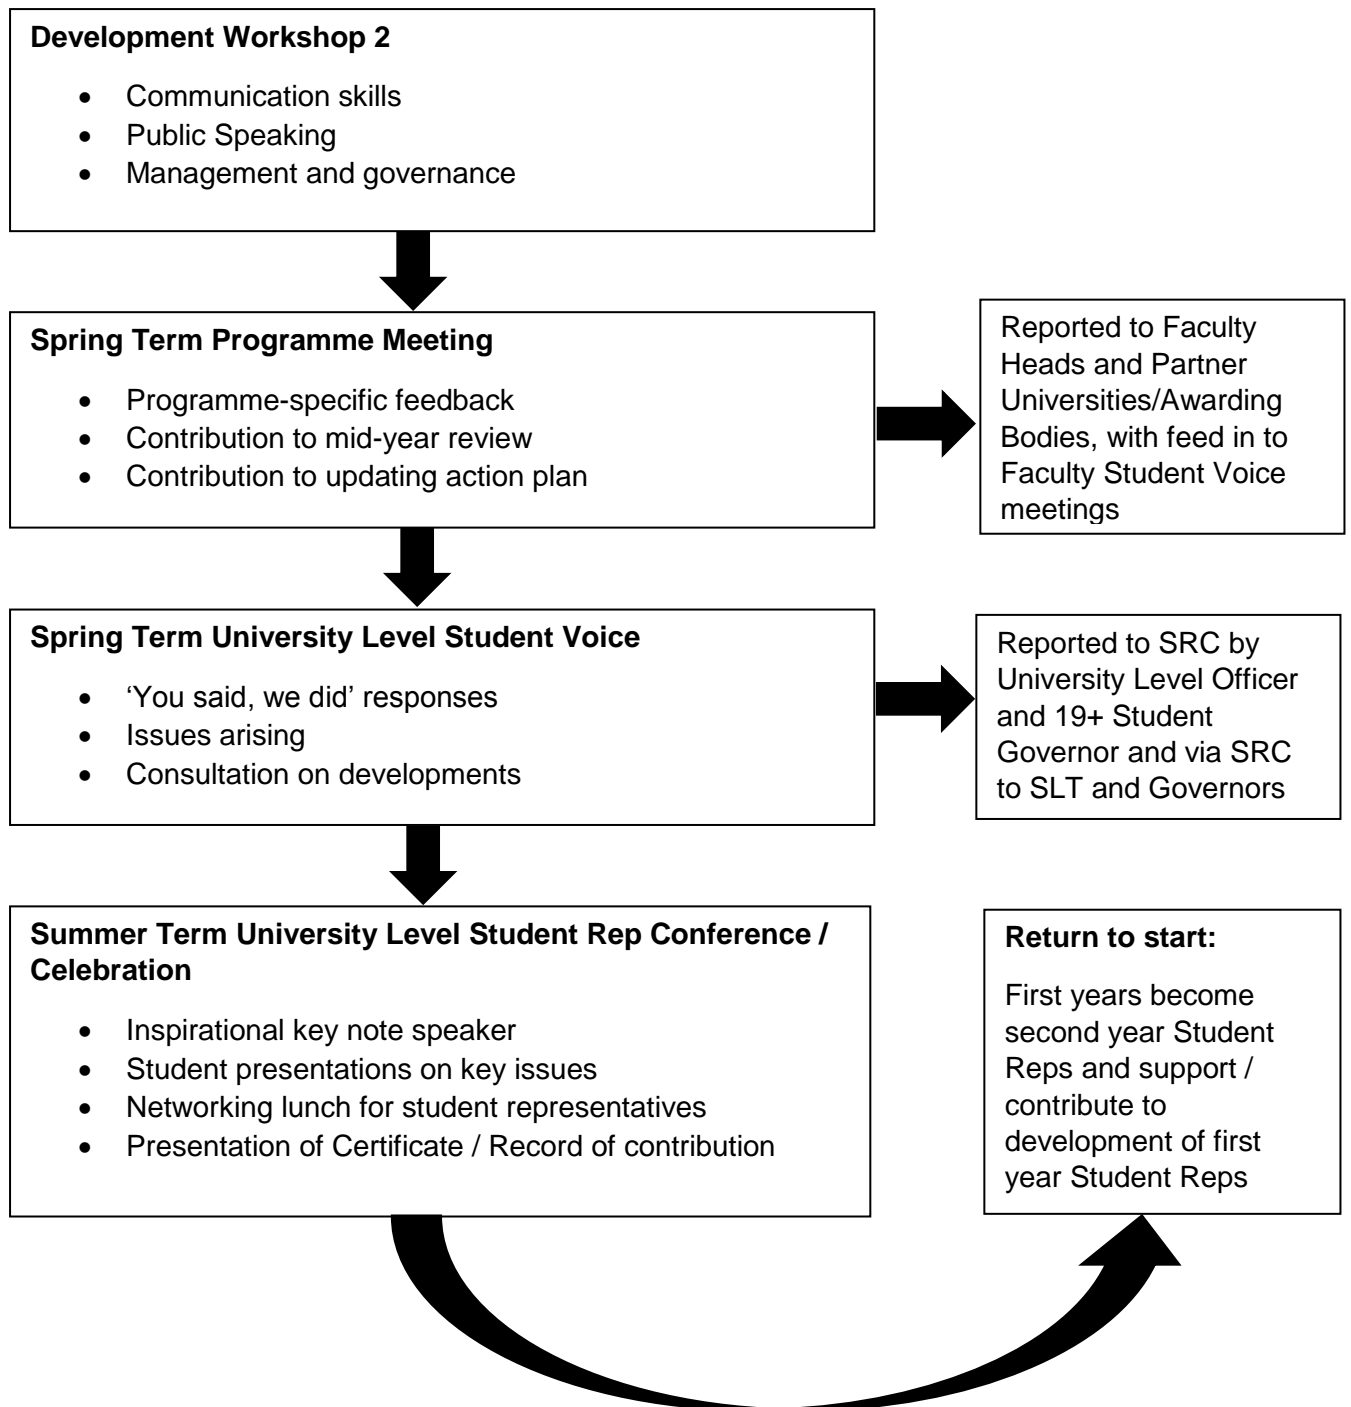 Development Workshop 2
• Communication skills
• Public Speaking
• Management and governance
Spring Term Programme Meeting
• Programme-specific feedback
• Contribution to mid-year review
• Contribution to updating action plan
Reported to Faculty
Heads and Partner
Universities/Awarding
Bodies, with feed in to
Faculty Student Voice
meetings
Spring Term University Level Student Voice
• ‘You said, we did’ responses
• Issues arising
• Consultation on developments
Reported to SRC by
University Level Officer
and 19+ Student
Governor and via SRC
to SLT and Governors
Summer Term University Level Student Rep Conference /
Celebration
• Inspirational key note speaker
• Student presentations on key issues
• Networking lunch for student representatives
• Presentation of Certificate / Record of contribution
Return to start:
First years become
second year Student
Reps and support /
contribute to
development of first
year Student Reps